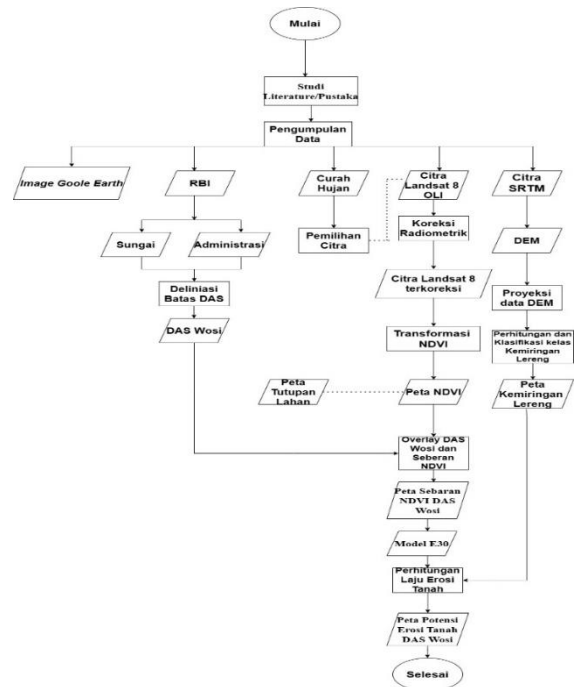 Mulai
Studi
Literature/Pustaka
Pengumpulan
Data
Image Goole Earth
RBI
Curah
Hujan
Citra
Landsat 8
OLI
Citra
SRTM
Sungai
Administrasi
Pemilihan
Citra
Koreksi
Radiometrik
DEM
Deliniasi
Batas DAS
Citra Landsat 8
terkoreksi
Proyeksi
data DEM
DAS Wosi
Transformasi
NDVI
Perhitungan dan
Klasifikasi kelas
Kemiringan Lereng
Peta
Tutupan
Lahan
Peta NDVI
Peta
Kemiringan
Lereng
Overlay DAS
Wosi dan
Seberan
NDVI
Peta Sebaran
NDVI DAS
Wosi
Model E30
Perhitungan
Laju Erosi
Tanah
Peta Potensi
Erosi Tanah
DAS Wosi
Selesai